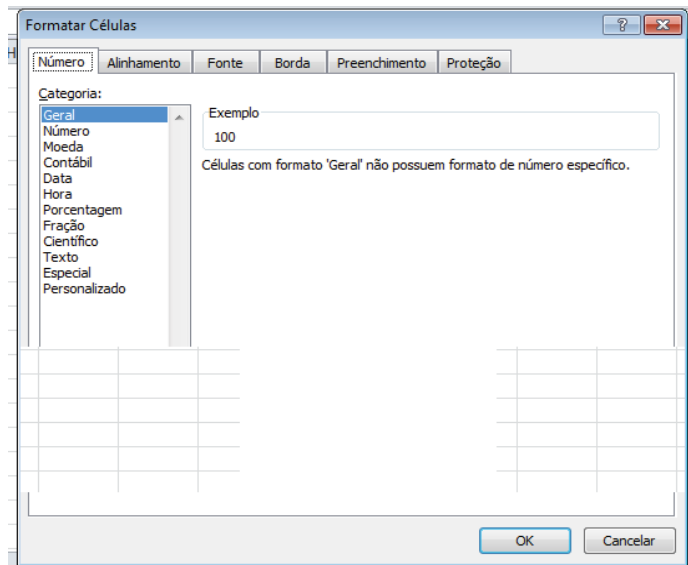 Formatar Células
H
Número Alinhamento Fonte Borda Preenchimento Proteção
Categoria:
Geral
Número
Moeda
Contábil
Data
Hora
Porcentagem
Fração
Científico
Texto
Especial
Personalizado
Exemplo
100
Células com formato 'Geral' não possuem formato de número específico.
OK Cancelar